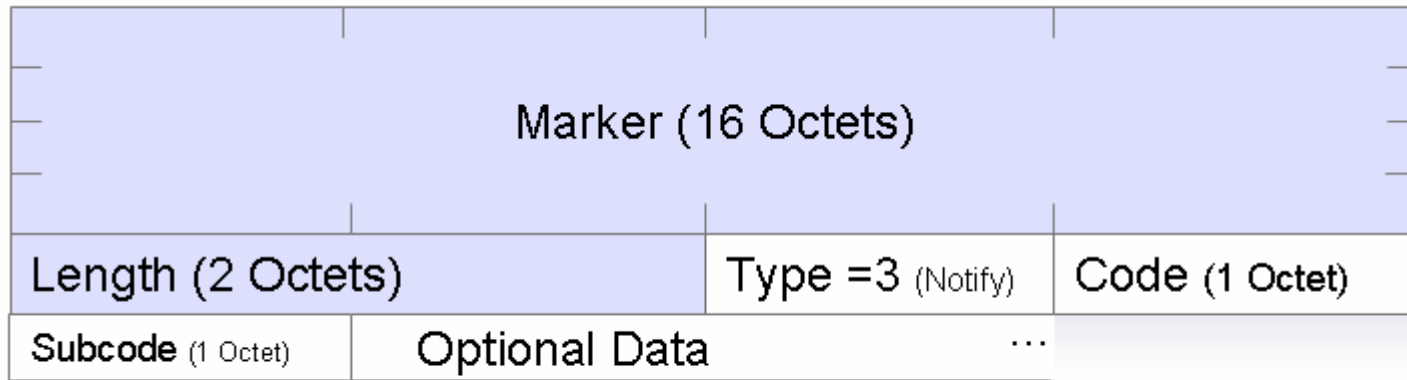 Marker (16 Octets)
Length (2 Octets) Type =3 (Notify) Code (1 Octet)
Subcode (1 Octet) Optional Data ...